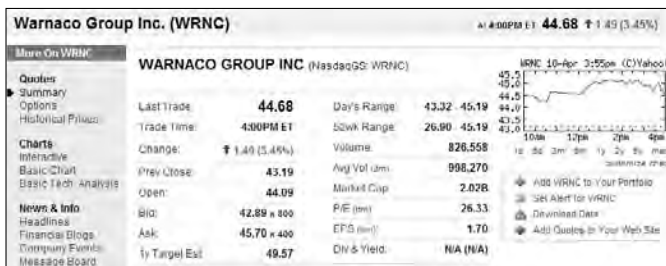 Warnaco Group Inc. (WRNC)
At 4:00PM ET 44.68 ↑ 1.49 (3.45%)
More On WRNC
Quotes
Summary
Options
Historical Prices
Charts
Interactive
Basic Chart
Basic Tech. Analysis
News & Info
Headlines
Financial Blogs
Company Events
Message Board
WARNACO GROUP INC (NasdaqGS: WRNC)
Last Trade: 44.68
Trade Time: 4:00PM ET
Change: ↑ 1.49 (3.45%)
Prev Close: 43.19
Open: 44.09
Bid: 42.89 x 800
Ask: 45.70 x 400
1y Target Est: 49.57
Day's Range: 43.32 - 45.19
52wk Range: 26.90 - 45.19
Volume: 826,558
Avg Vol (3m): 998,270
Market Cap: 2.02B
P/E (ttm): 26.33
EPS (ttm): 1.70
Div & Yield: N/A (N/A)
WRNC 10-Apr 3:55pm (C)Yahoo!
45.5
45.0
44.5
44.0
43.5
43.0
10am 12pm 2pm 4pm
1d 5d 3m 6m 1y 2y 5y max
customize chart
Add WRNC to Your Portfolio
Set Alert for WRNC
Download Data
Add Quotes to Your Web Site